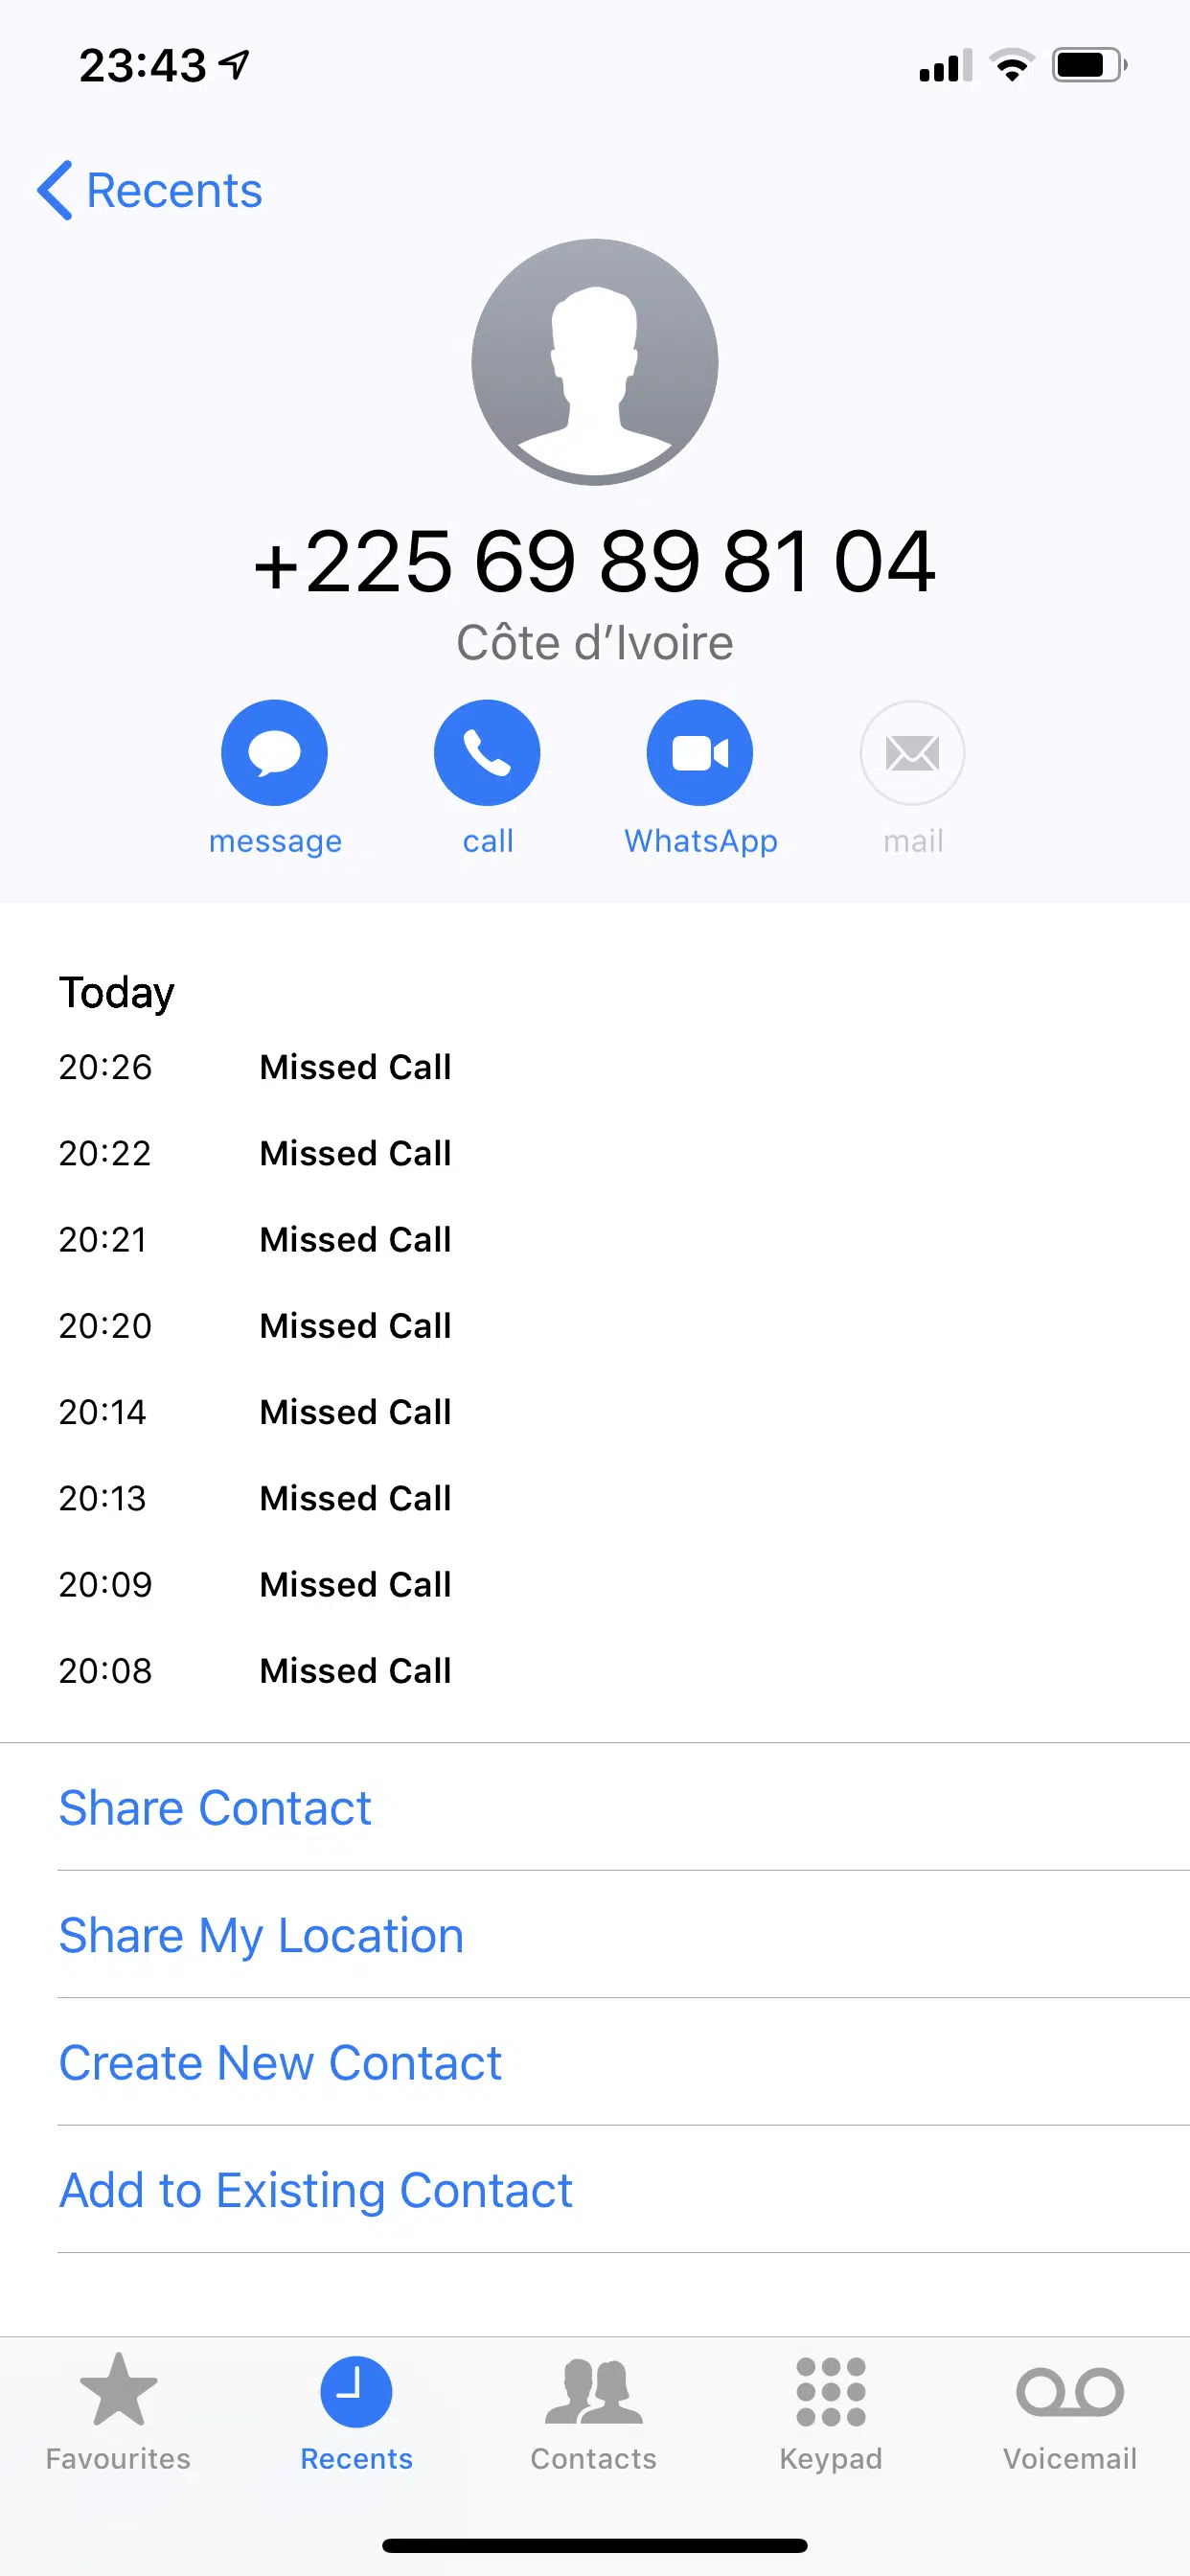 23:43
Recents
+225 69 89 81 04
Côte d’Ivoire
message call WhatsApp mail
Today
20:26 Missed Call
20:22 Missed Call
20:21 Missed Call
20:20 Missed Call
20:14 Missed Call
20:13 Missed Call
20:09 Missed Call
20:08 Missed Call
Share Contact
Share My Location
Create New Contact
Add to Existing Contact
Favourites Recents Contacts Keypad Voicemail